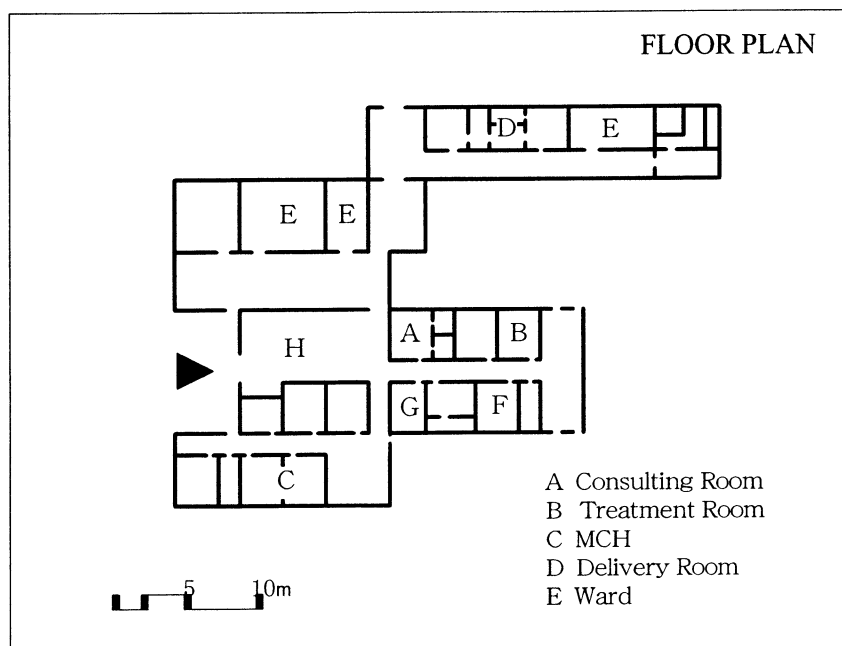 FLOOR PLAN
D
E
E
E
A
B
H
G
F
C
A Consulting Room
B Treatment Room
C MCH
D Delivery Room
E Ward
5
10m